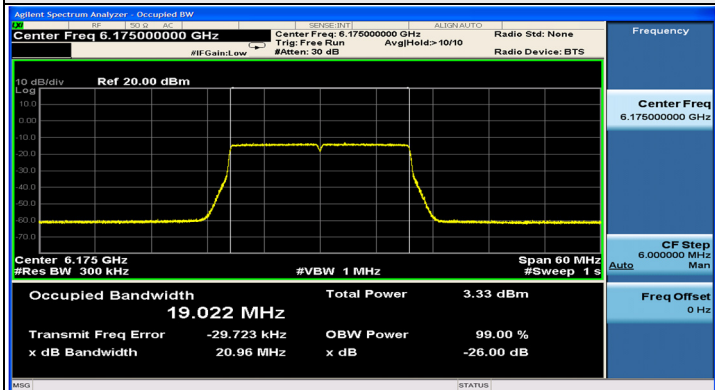 Agilent Spectrum Analyzer - Occupied BW
LXI RF 50 Ω AC SENSE:INT ALIGN AUTO
Center Freq 6.175000000 GHz
Center Freq: 6.175000000 GHz Radio Std: None
Trig: Free Run Avg|Hold:>10/10
#IFGain:Low #Atten: 30 dB Radio Device: BTS
10 dB/div Ref 20.00 dBm
Log
10.0
0.00
-10.0
-20.0
-30.0
-40.0
-50.0
-60.0
-70.0
Center 6.175 GHz Span 60 MHz
#Res BW 300 kHz #VBW 1 MHz #Sweep 1 s
Occupied Bandwidth Total Power 3.33 dBm
19.022 MHz
Transmit Freq Error -29.723 kHz OBW Power 99.00 %
x dB Bandwidth 20.96 MHz x dB -26.00 dB
MSG STATUS
Frequency
Center Freq
6.175000000 GHz
CF Step
6.000000 MHz
Auto Man
Freq Offset
0 Hz